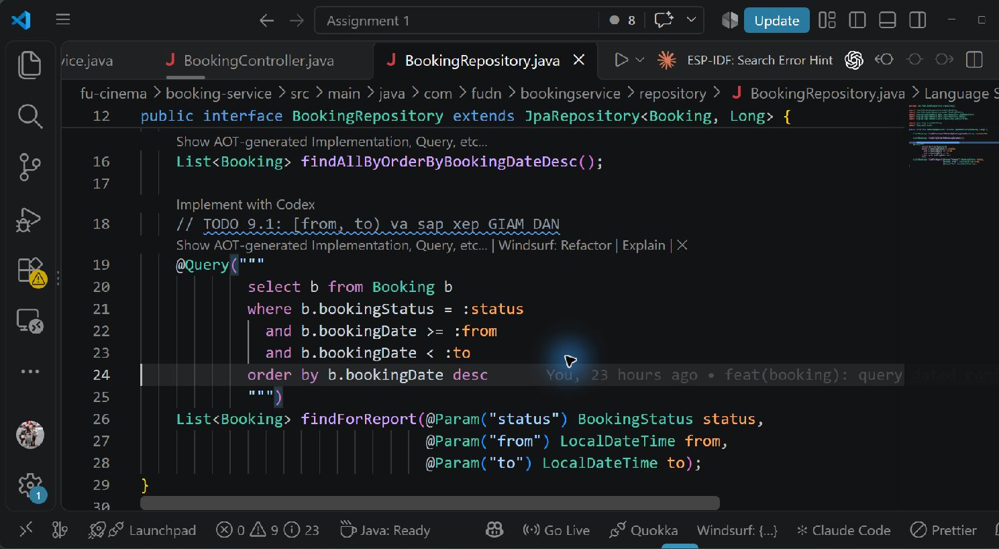 Assignment 1
8
Update
vice.java
BookingController.java
BookingRepository.java
ESP-IDF: Search Error Hint
fu-cinema > booking-service > src > main > java > com > fudn > bookingservice > repository > BookingRepository.java > Language S
12 public interface BookingRepository extends JpaRepository<Booking, Long> {
Show AOT-generated Implementation, Query, etc...
16 List<Booking> findAllByOrderByBookingDateDesc();
17
Implement with Codex
18 // TODO 9.1: [from, to) va sap xep GIAM DAN
Show AOT-generated Implementation, Query, etc... | Windsurf: Refactor | Explain | X
19 @Query("""
20 select b from Booking b
21 where b.bookingStatus = :status
22 and b.bookingDate >= :from
23 and b.bookingDate < :to
24 order by b.bookingDate desc You, 23 hours ago • feat(booking): query dated
25 """)
26 List<Booking> findForReport(@Param("status") BookingStatus status,
27 @Param("from") LocalDateTime from,
28 @Param("to") LocalDateTime to);
29 }
30
1
Launchpad
0
9
23
Java: Ready
Go Live
Quokka
Windsurf: {...}
Claude Code
Prettier